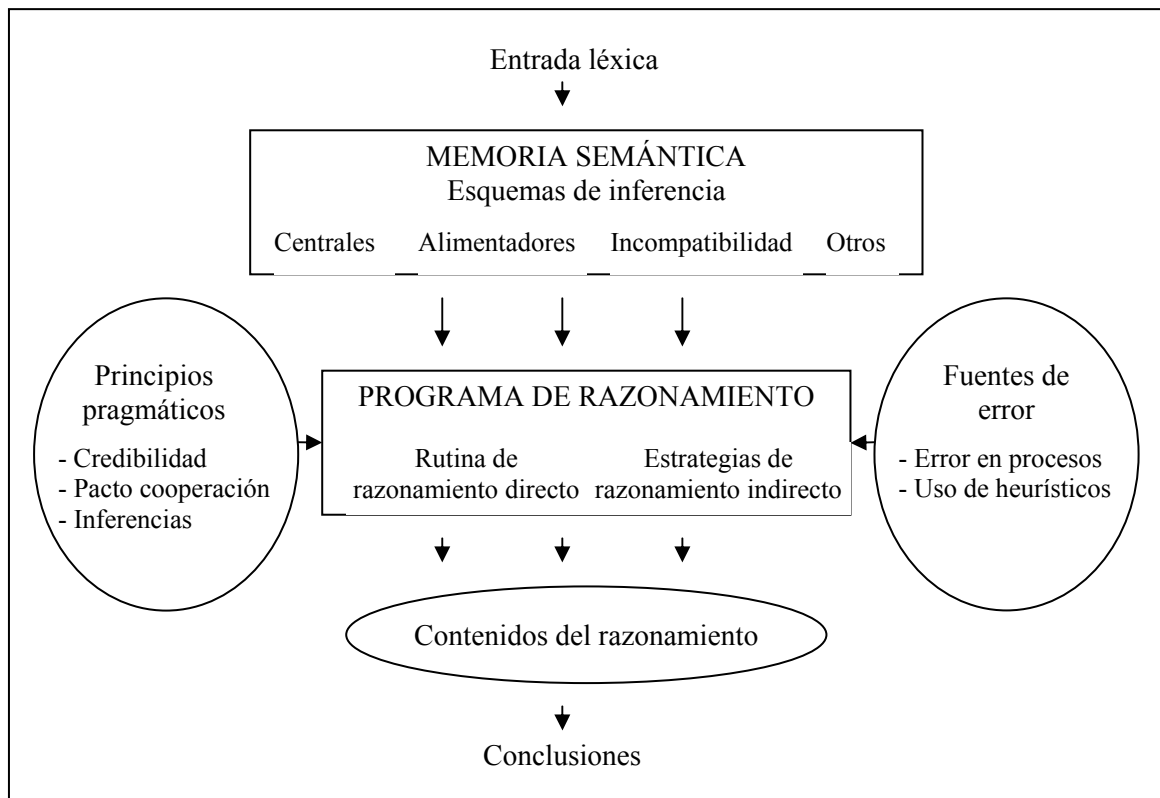 Entrada léxica
MEMORIA SEMÁNTICA
Esquemas de inferencia
Centrales Alimentadores Incompatibilidad Otros
Principios
pragmáticos
- Credibilidad
- Pacto cooperación
- Inferencias
PROGRAMA DE RAZONAMIENTO
Rutina de
razonamiento directo
Estrategias de
razonamiento indirecto
Fuentes de
error
- Error en procesos
- Uso de heurísticos
Contenidos del razonamiento
Conclusiones